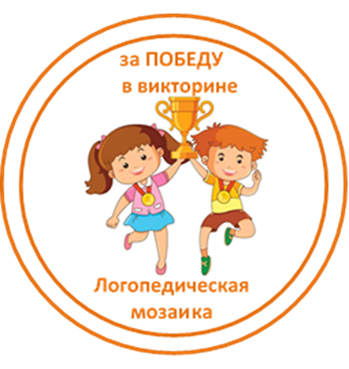 за ПОБЕДУ
в викторине
Логопедическая
мозаика